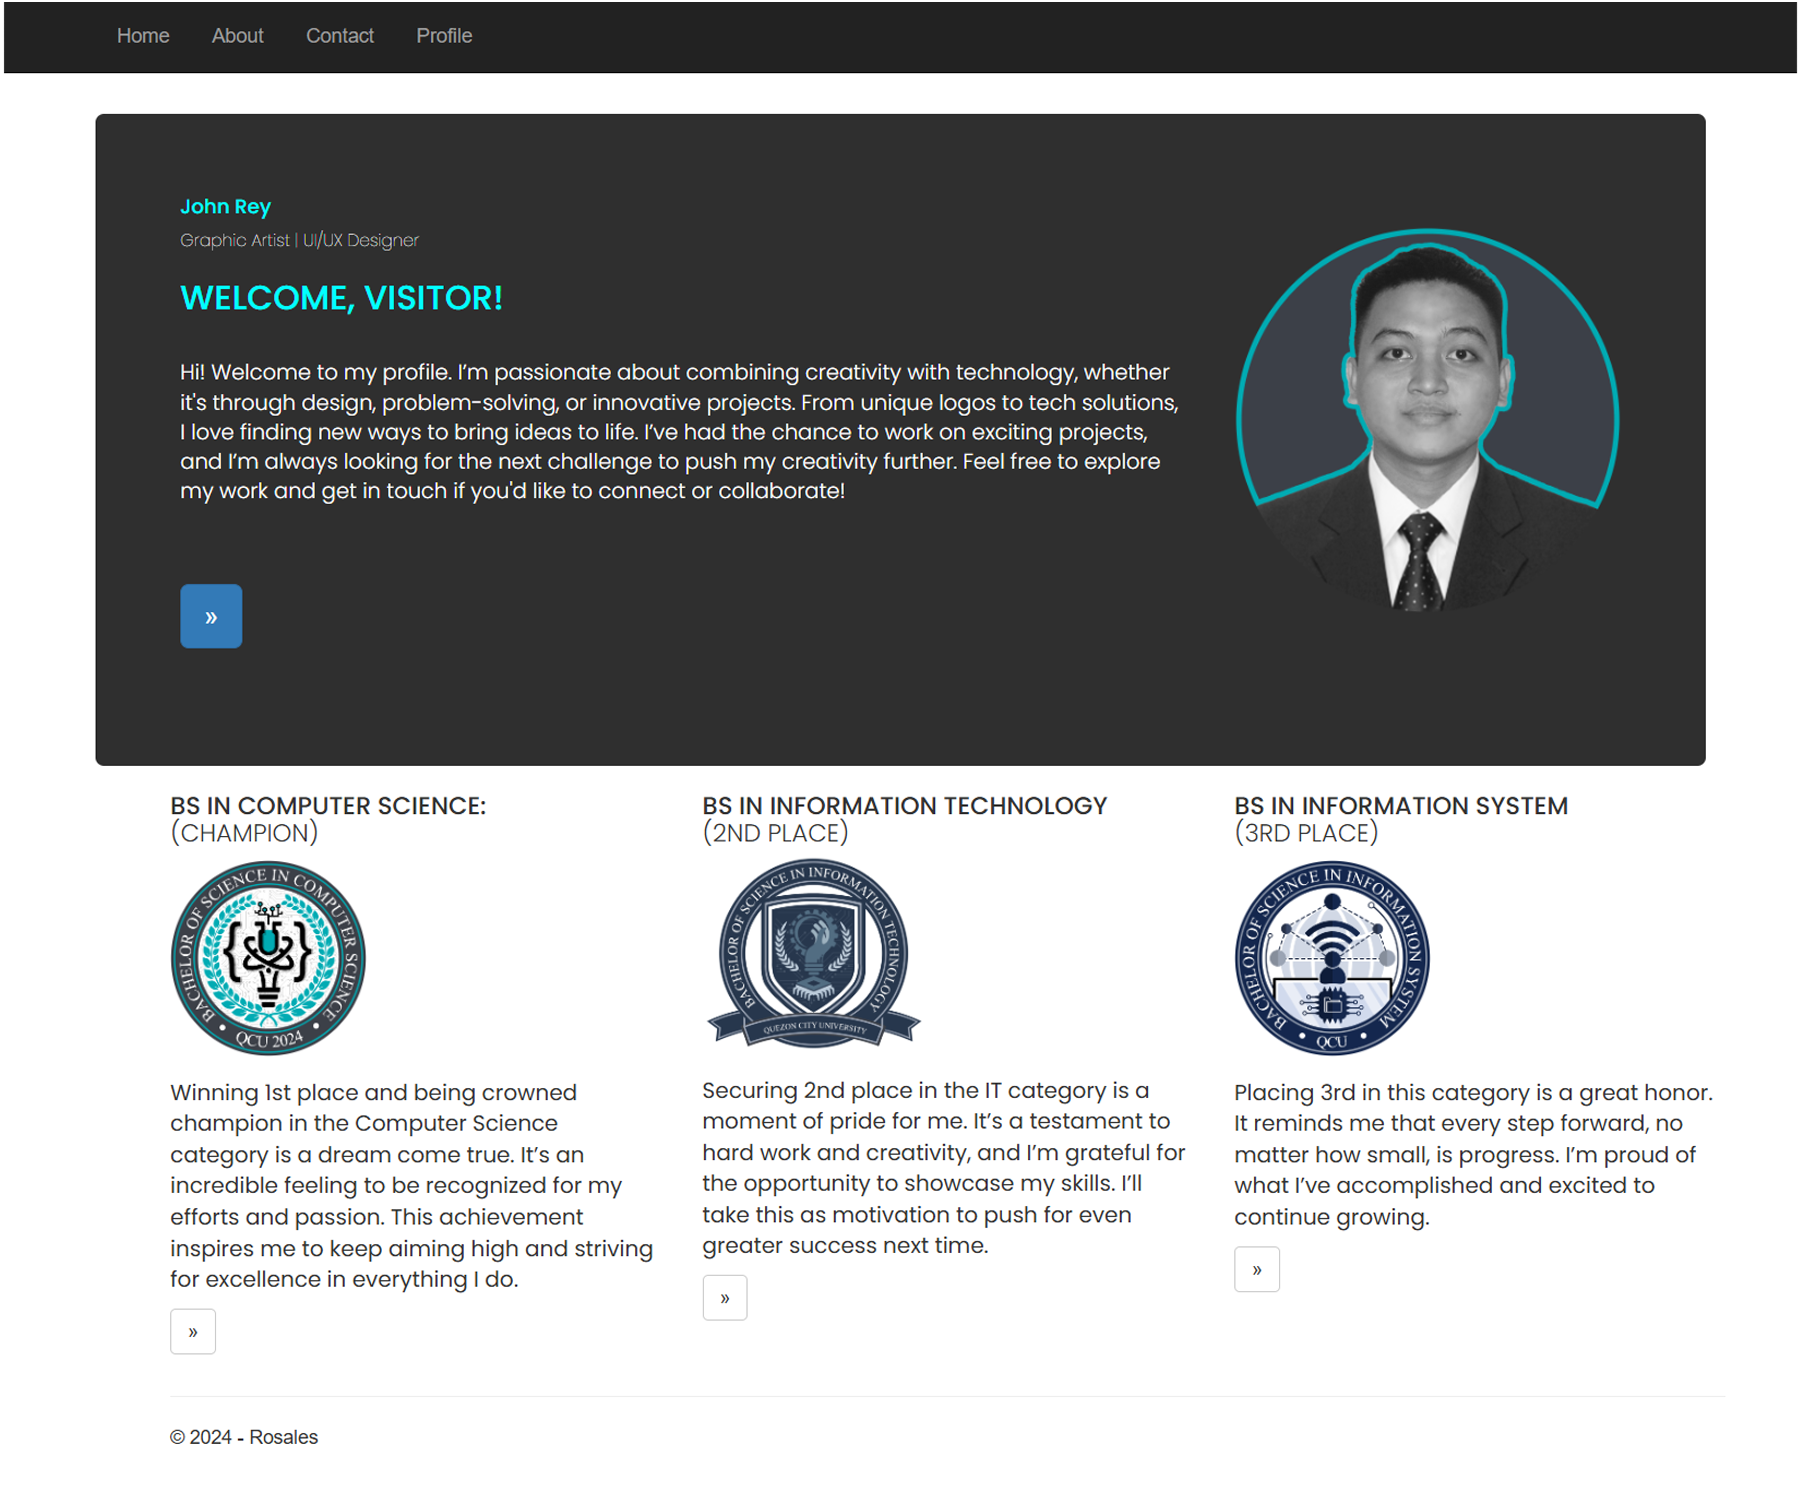 Home About Contact Profile
John Rey
Graphic Artist | UI/UX Designer
WELCOME, VISITOR!
Hi! Welcome to my profile. I’m passionate about combining creativity with technology, whether
it's through design, problem-solving, or innovative projects. From unique logos to tech solutions,
I love finding new ways to bring ideas to life. I’ve had the chance to work on exciting projects,
and I’m always looking for the next challenge to push my creativity further. Feel free to explore
my work and get in touch if you'd like to connect or collaborate!
»
BS IN COMPUTER SCIENCE:
(CHAMPION)
BACHELOR OF SCIENCE IN COMPUTER SCIENCE
• QCU 2024 •
Winning 1st place and being crowned
champion in the Computer Science
category is a dream come true. It’s an
incredible feeling to be recognized for my
efforts and passion. This achievement
inspires me to keep aiming high and striving
for excellence in everything I do.
»
BS IN INFORMATION TECHNOLOGY
(2ND PLACE)
BACHELOR OF SCIENCE IN INFORMATION TECHNOLOGY
QUEZON CITY UNIVERSITY
Securing 2nd place in the IT category is a
moment of pride for me. It’s a testament to
hard work and creativity, and I’m grateful for
the opportunity to showcase my skills. I’ll
take this as motivation to push for even
greater success next time.
»
BS IN INFORMATION SYSTEM
(3RD PLACE)
BACHELOR OF SCIENCE IN INFORMATION SYSTEM
• QCU •
Placing 3rd in this category is a great honor.
It reminds me that every step forward, no
matter how small, is progress. I’m proud of
what I’ve accomplished and excited to
continue growing.
»
© 2024 - Rosales